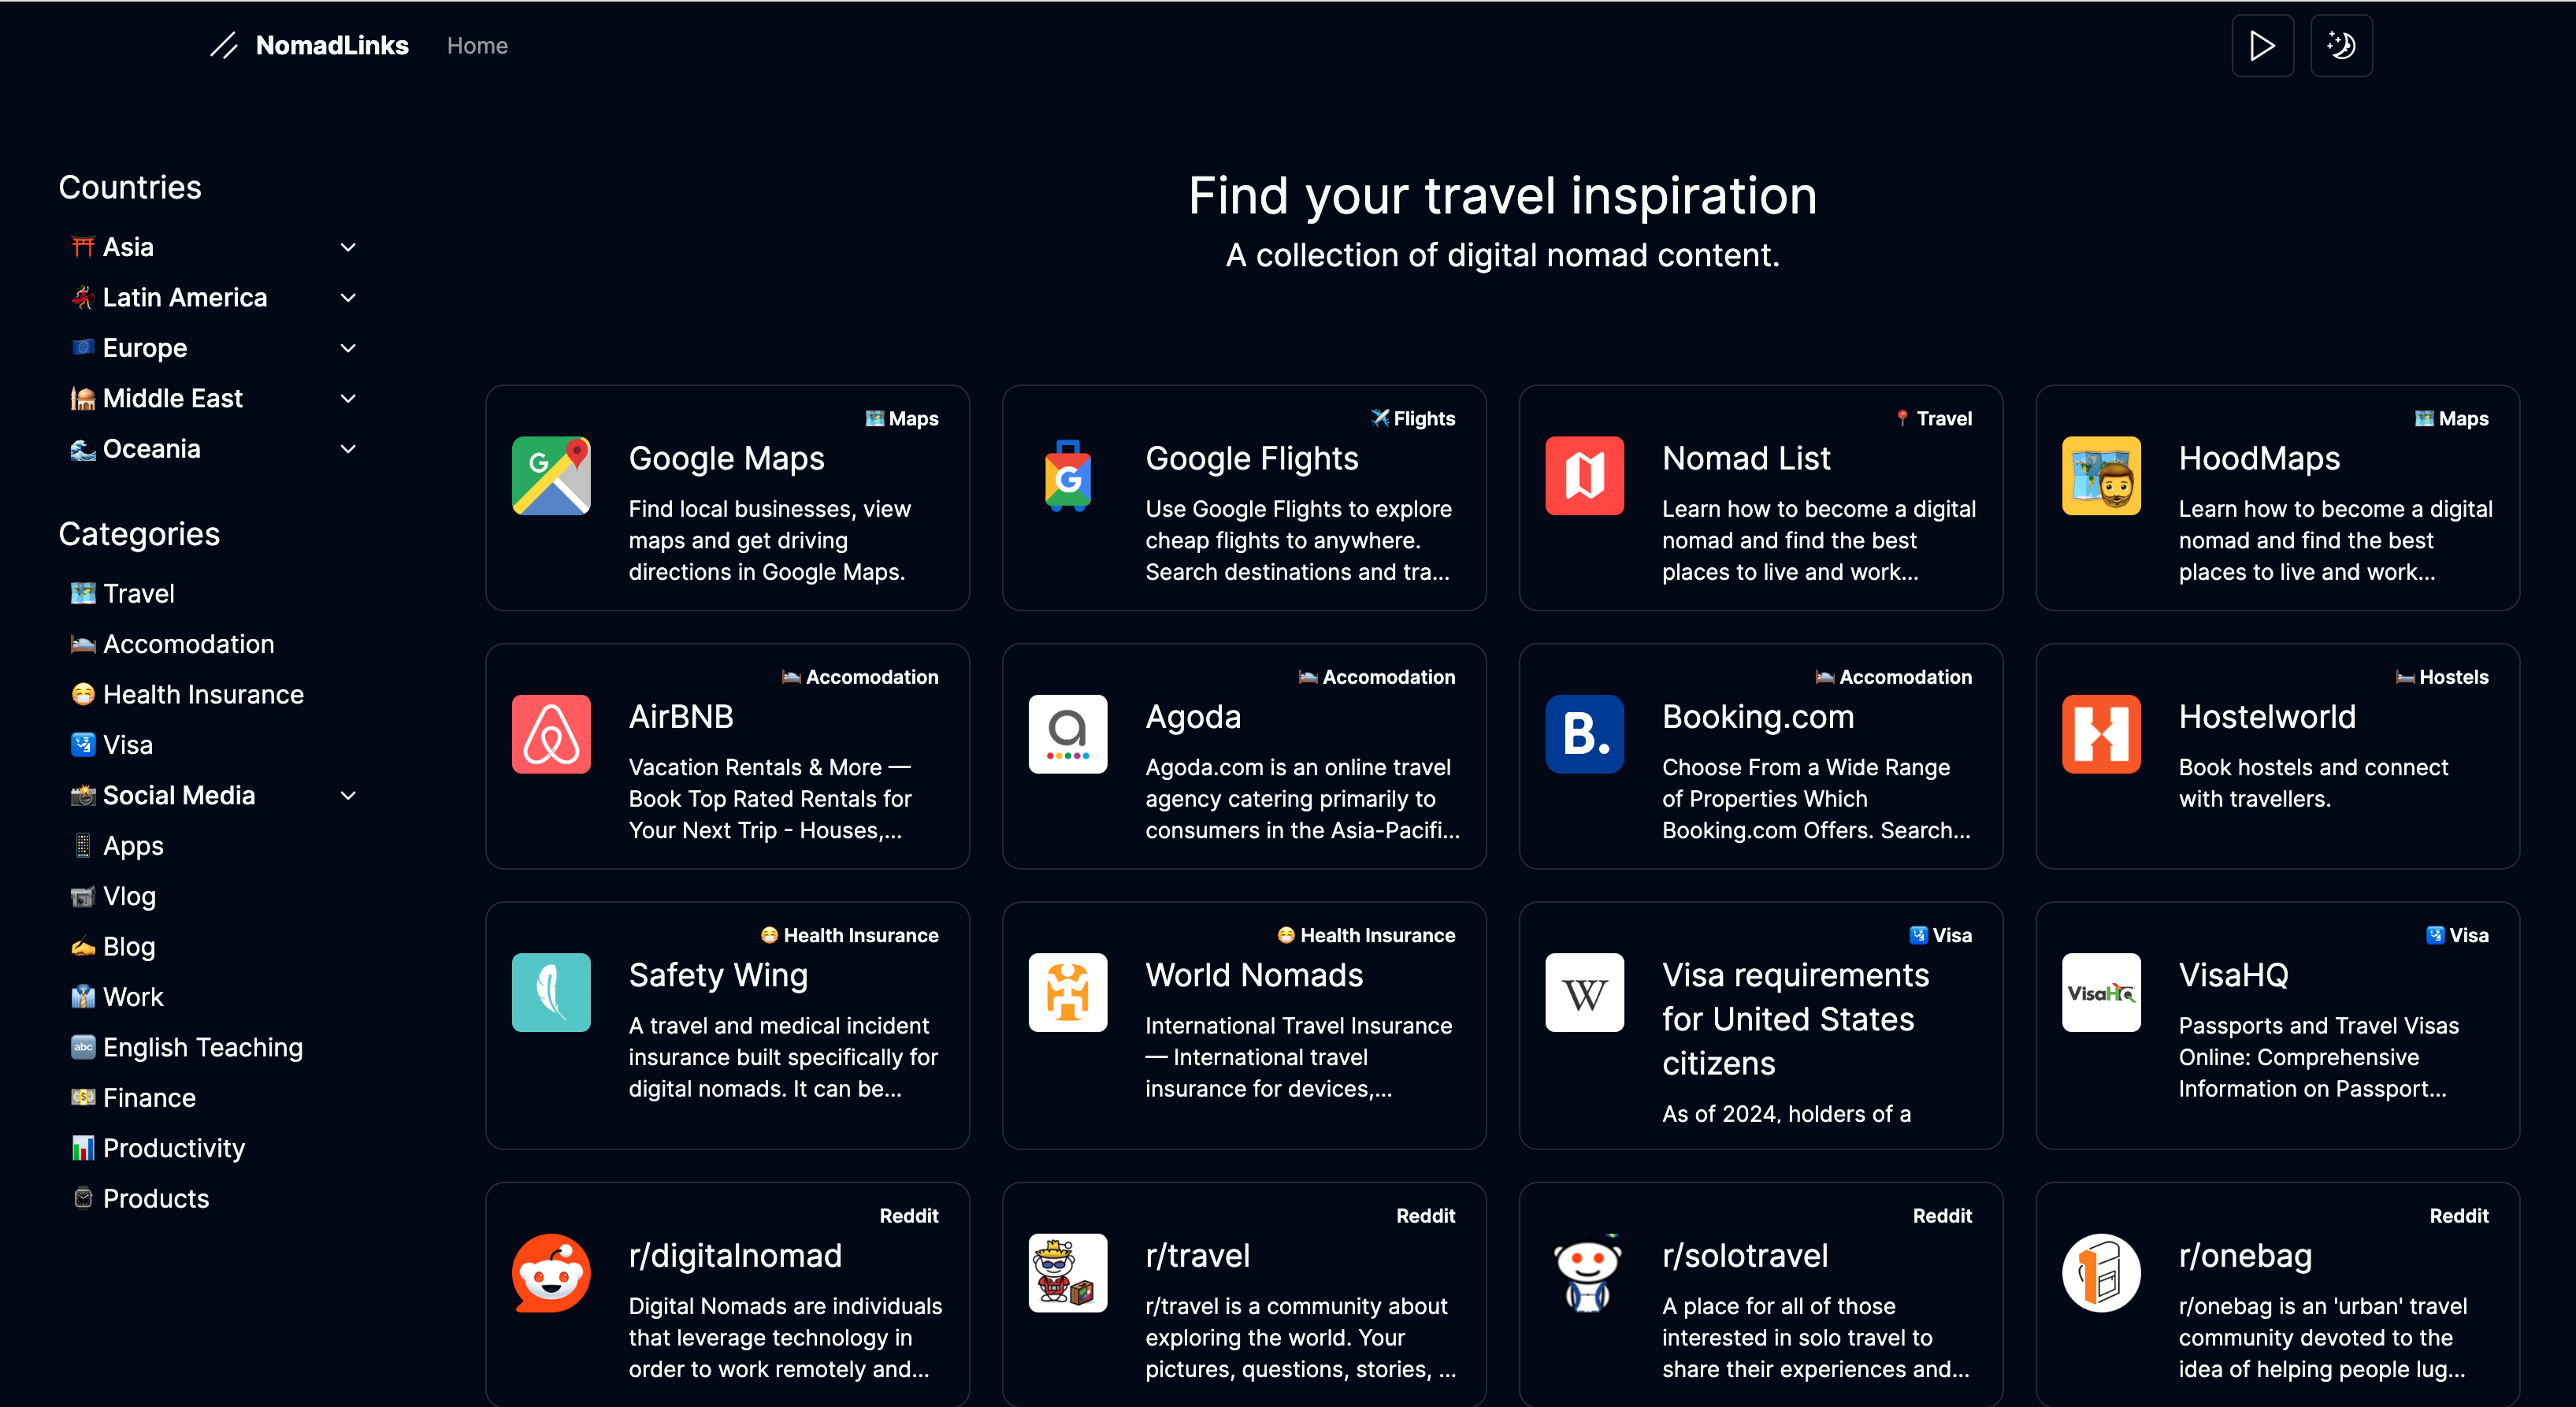 NomadLinks
Home
Countries
Asia
Latin America
Europe
Middle East
Oceania
Categories
Travel
Accomodation
Health Insurance
Visa
Social Media
Apps
Vlog
Blog
Work
English Teaching
Finance
Productivity
Products
Find your travel inspiration
A collection of digital nomad content.
Maps
Google Maps
Find local businesses, view
maps and get driving
directions in Google Maps.
Flights
Google Flights
Use Google Flights to explore
cheap flights to anywhere.
Search destinations and tra...
Travel
Nomad List
Learn how to become a digital
nomad and find the best
places to live and work...
Maps
HoodMaps
Learn how to become a digital
nomad and find the best
places to live and work...
Accomodation
AirBNB
Vacation Rentals & More —
Book Top Rated Rentals for
Your Next Trip - Houses,...
Accomodation
Agoda
Agoda.com is an online travel
agency catering primarily to
consumers in the Asia-Pacifi...
Accomodation
B.
Booking.com
Choose From a Wide Range
of Properties Which
Booking.com Offers. Search...
Hostels
Hostelworld
Book hostels and connect
with travellers.
Health Insurance
Safety Wing
A travel and medical incident
insurance built specifically for
digital nomads. It can be...
Health Insurance
World Nomads
International Travel Insurance
— International travel
insurance for devices,...
Visa
W
Visa requirements
for United States
citizens
As of 2024, holders of a
Visa
VisaHQ
VisaHQ
Passports and Travel Visas
Online: Comprehensive
Information on Passport...
Reddit
r/digitalnomad
Digital Nomads are individuals
that leverage technology in
order to work remotely and...
Reddit
r/travel
r/travel is a community about
exploring the world. Your
pictures, questions, stories, ...
Reddit
r/solotravel
A place for all of those
interested in solo travel to
share their experiences and...
Reddit
r/onebag
r/onebag is an 'urban' travel
community devoted to the
idea of helping people lug...